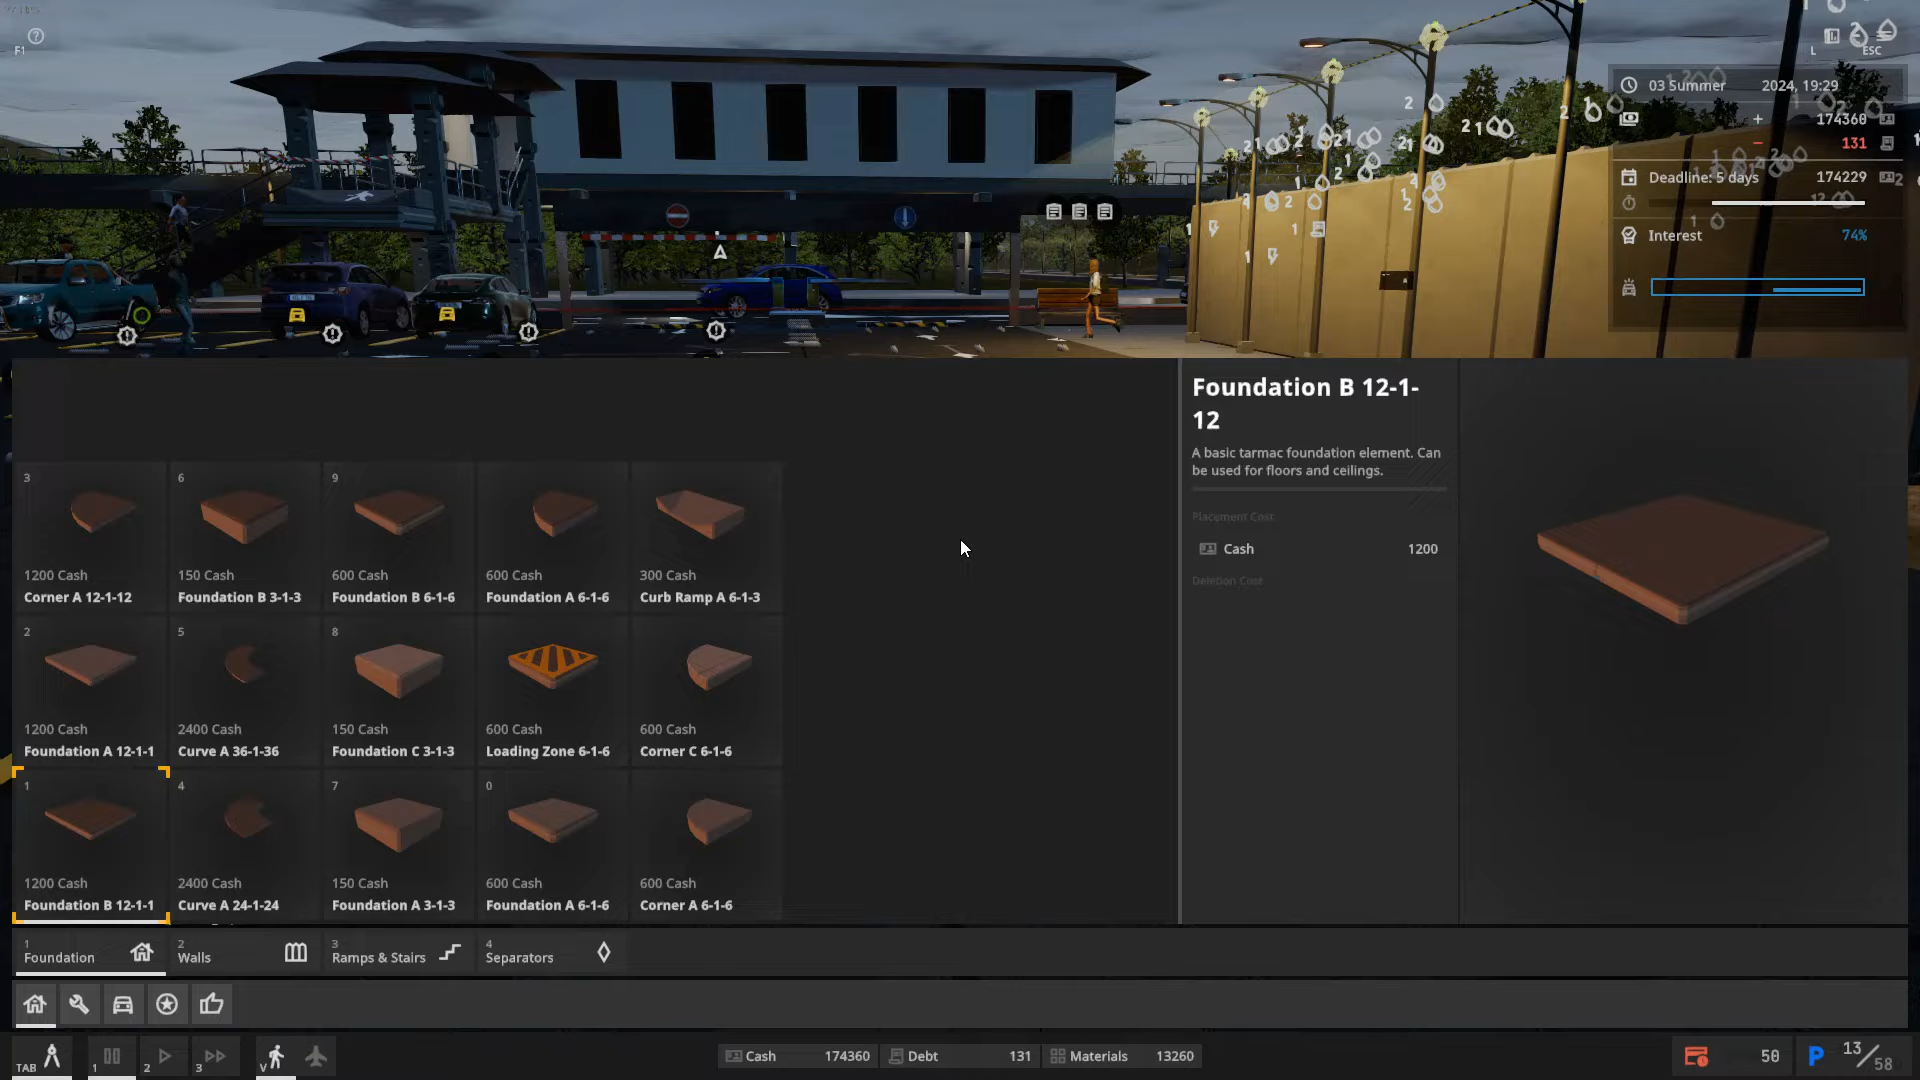 F1
L
ESC
03 Summer 2024, 19:29
+ 174360
− 131
Deadline: 5 days 174229
Interest 74%
Foundation B 12-1-
12
A basic tarmac foundation element. Can
be used for floors and ceilings.
Placement Cost
Cash 1200
Deletion Cost
3 6 9
1200 Cash 150 Cash 600 Cash 600 Cash 300 Cash
Corner A 12-1-12 Foundation B 3-1-3 Foundation B 6-1-6 Foundation A 6-1-6 Curb Ramp A 6-1-3
2 5 8
1200 Cash 2400 Cash 150 Cash 600 Cash 600 Cash
Foundation A 12-1-1 Curve A 36-1-36 Foundation C 3-1-3 Loading Zone 6-1-6 Corner C 6-1-6
1 4 7 0
1200 Cash 2400 Cash 150 Cash 600 Cash 600 Cash
Foundation B 12-1-1 Curve A 24-1-24 Foundation A 3-1-3 Foundation A 6-1-6 Corner A 6-1-6
1 2 3 4
Foundation Walls Ramps & Stairs Separators
TAB 1 2 3 V Cash 174360 Debt 131 Materials 13260 50 P 13/58